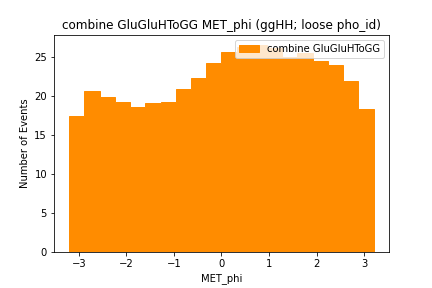 combine GluGluHToGG MET_phi (ggHH; loose pho_id)
combine GluGluHToGG
Number of Events
25
20
15
10
5
0
−3 −2 −1 0 1 2 3
MET_phi